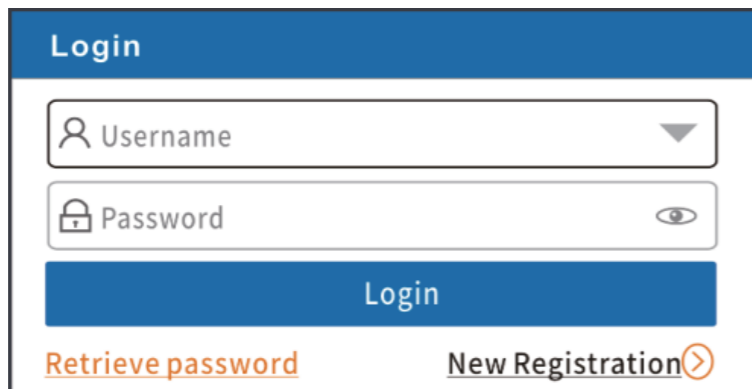 Login
Username
Password
Login
Retrieve password New Registration